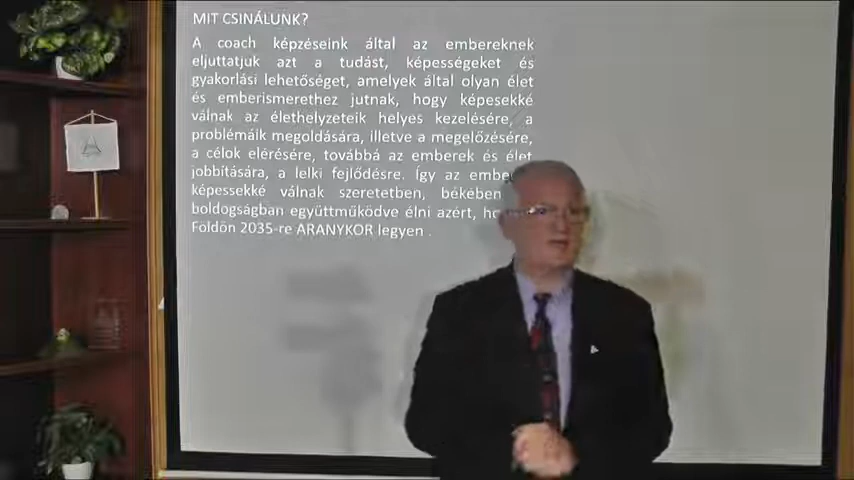 MIT CSINÁLUNK?
A coach képzéseink által az embereknek
eljuttatjuk azt a tudást, képességeket és
gyakorlási lehetőséget, amelyek által olyan élet
és emberismerethez jutnak, hogy képesekké
válnak az élethelyzeteik helyes kezelésére, a
problémáik megoldására, illetve a megelőzésére,
a célok elérésére, továbbá az emberek és élet
jobbítására, a lelki fejlődésre. Így az
képessekké válnak szeretetben, békében
boldogságban együttműködve élni azért,
Földön 2035-re ARANYKOR legyen .